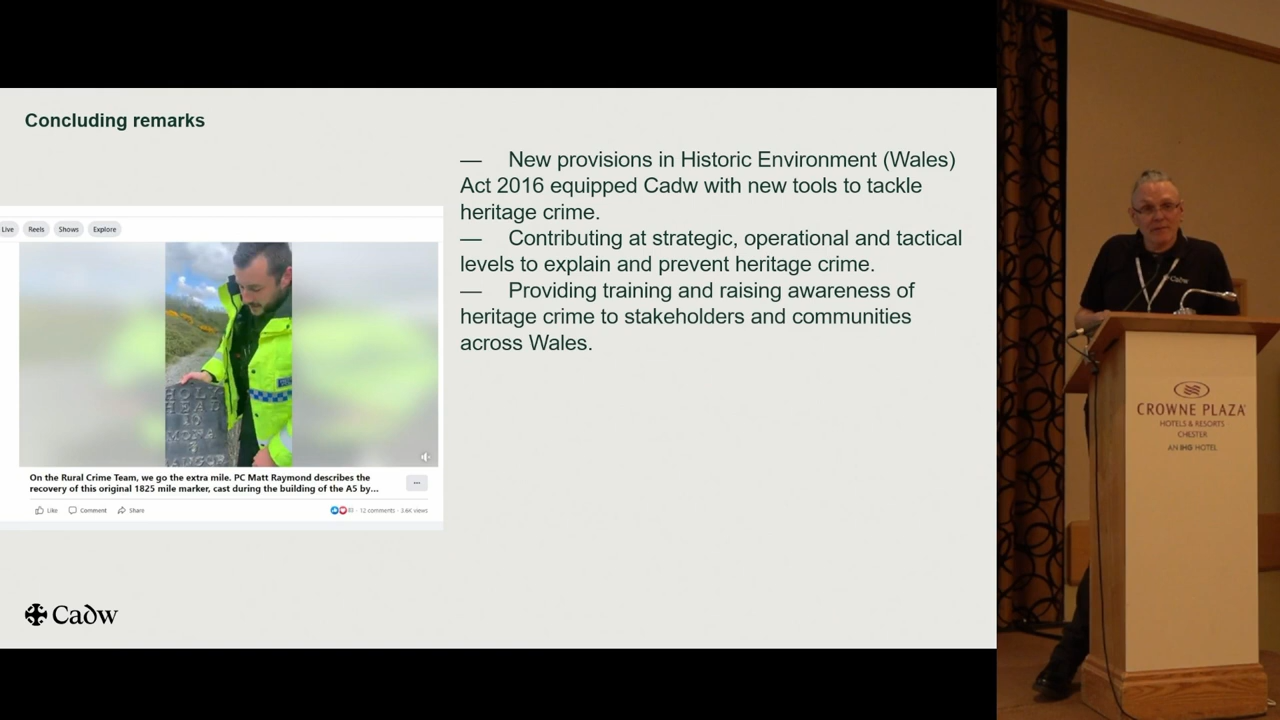 Concluding remarks
— New provisions in Historic Environment (Wales)
Act 2016 equipped Cadw with new tools to tackle
heritage crime.
— Contributing at strategic, operational and tactical
levels to explain and prevent heritage crime.
— Providing training and raising awareness of
heritage crime to stakeholders and communities
across Wales.
Live Reels Shows Explore
HOLY
HEAD
MONA
BANGOR
On the Rural Crime Team, we go the extra mile. PC Matt Raymond describes the
recovery of this original 1825 mile marker, cast during the building of the A5 by...
Like Comment Share 12 comments · 3.6K views
Cadw
Cadw
CROWNE PLAZA
HOTELS & RESORTS
CHESTER
AN IHG HOTEL